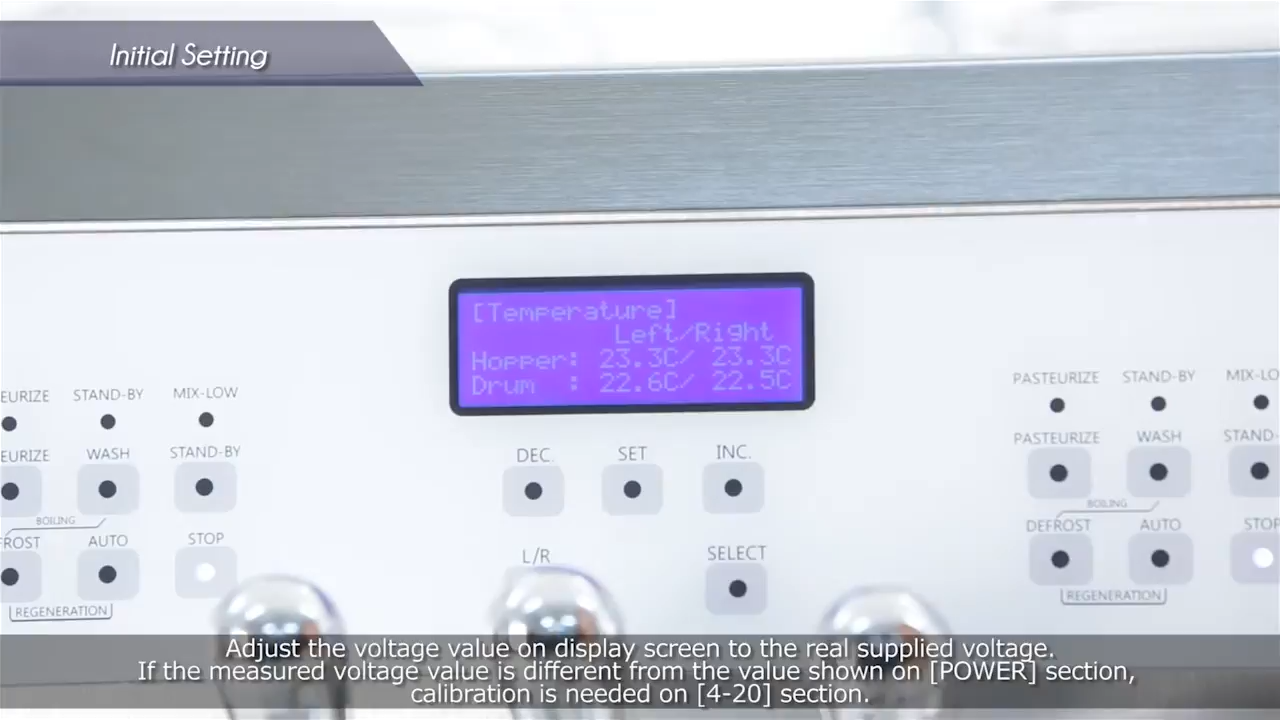 Initial Setting
[Temperature]
Left/Right
Hopper: 23.3C/ 23.3C
Drum : 22.6C/ 22.5C
EURIZE STAND-BY MIX-LOW
EURIZE WASH STAND-BY
BOILING
FROST AUTO STOP
REGENERATION
DEC. SET INC.
L/R SELECT
PASTEURIZE STAND-BY MIX-LO
PASTEURIZE WASH STAND-
BOILING
DEFROST AUTO STOP
REGENERATION
Adjust the voltage value on display screen to the real supplied voltage.
If the measured voltage value is different from the value shown on [POWER] section,
calibration is needed on [4-20] section.